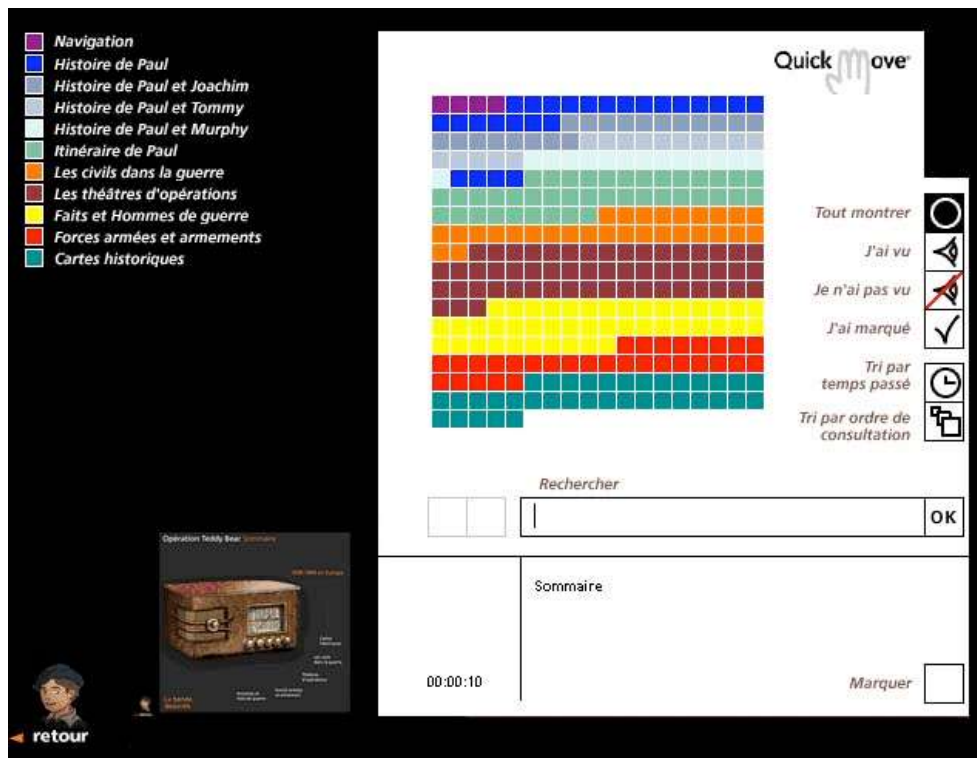 Navigation
Histoire de Paul
Histoire de Paul et Joachim
Histoire de Paul et Tommy
Histoire de Paul et Murphy
Itinéraire de Paul
Les civils dans la guerre
Les théâtres d'opérations
Faits et Hommes de guerre
Forces armées et armements
Cartes historiques
Quick Move
Tout montrer
J'ai vu
Je n'ai pas vu
J'ai marqué
Tri par
temps passé
Tri par ordre de
consultation
Rechercher
OK
Opération Teddy Bear Sommaire
Sommaire
00:00:10
Marquer
retour